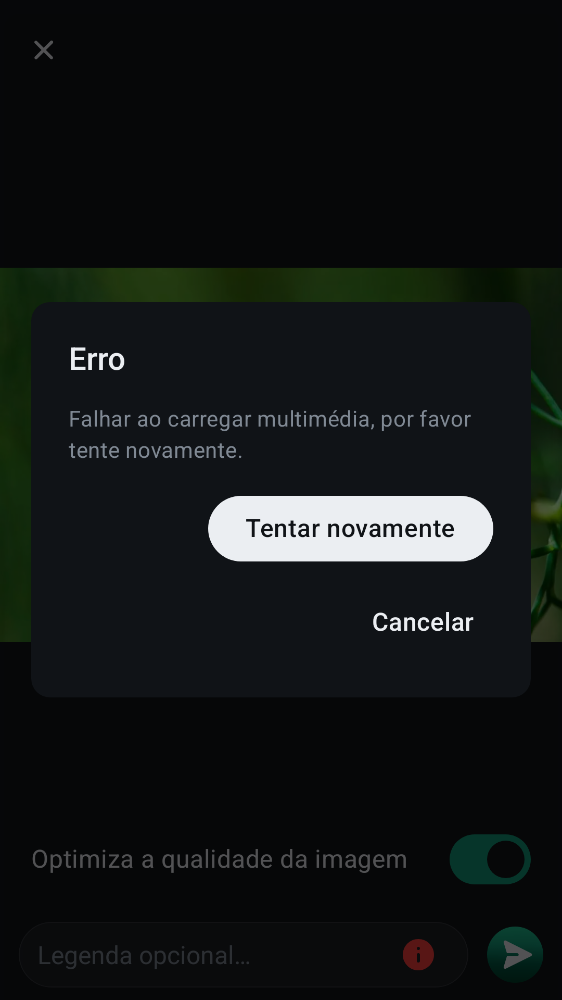 Erro
Falhar ao carregar multimédia, por favor
tente novamente.
Tentar novamente
Cancelar
Optimiza a qualidade da imagem
Legenda opcional...